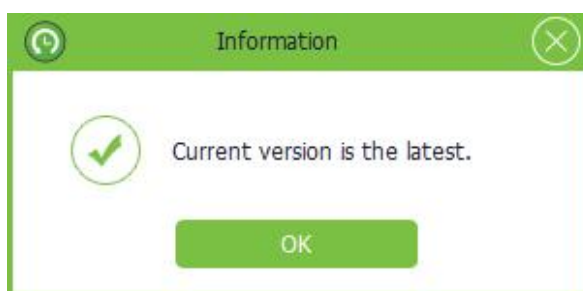 Information
Current version is the latest.
OK